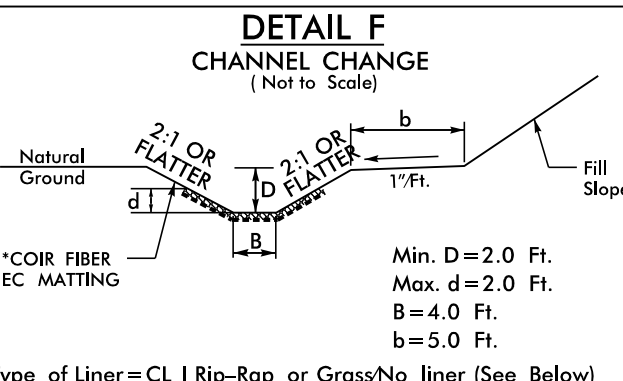 DETAIL F
CHANNEL CHANGE
( Not to Scale)
b
2:1 OR
FLATTER
2:1 OR
FLATTER
Natural
Ground
D
1"/Ft.
Fill
Slope
d
B
*COIR FIBER
EC MATTING
Min. D=2.0 Ft.
Max. d=2.0 Ft.
B=4.0 Ft.
b=5.0 Ft.
ype of Liner=CL I Rip-Rap or Grass/No liner (See Below)